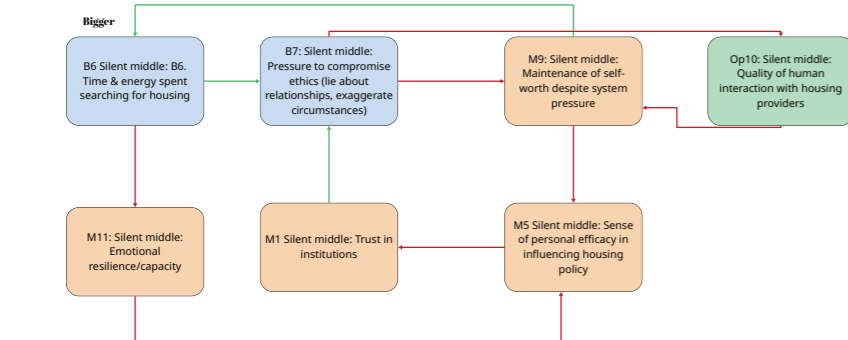 Bigger
B6 Silent middle: B6.
Time & energy spent
searching for housing
B7: Silent middle:
Pressure to compromise
ethics (lie about
relationships, exaggerate
circumstances)
M9: Silent middle:
Maintenance of self-
worth despite system
pressure
Op10: Silent middle:
Quality of human
interaction with housing
providers
M11: Silent middle:
Emotional
resilience/capacity
M1 Silent middle: Trust in
institutions
M5 Silent middle: Sense
of personal efficacy in
influencing housing
policy